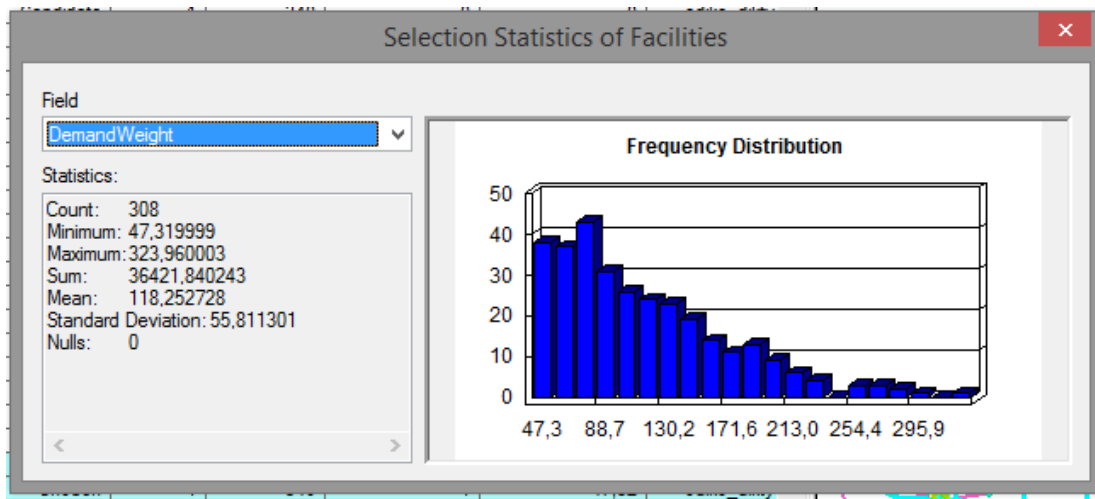 Selection Statistics of Facilities
Field
DemandWeight
Statistics:
Count: 308
Minimum: 47,319999
Maximum: 323,960003
Sum: 36421,840243
Mean: 118,252728
Standard Deviation: 55,811301
Nulls: 0
Frequency Distribution
50
40
30
20
10
0
47,3 88,7 130,2 171,6 213,0 254,4 295,9